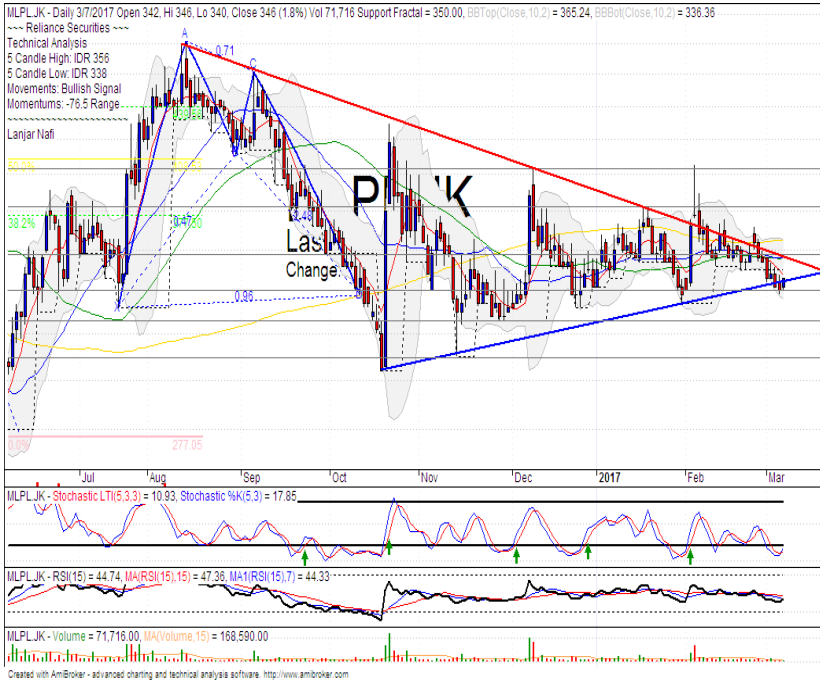 MLPL.JK - Daily 3/7/2017 Open 342, Hi 346, Lo 340, Close 346 (1.8%) Vol 71,716 Support Fractal = 350.00, BBTop(Close,10,2) = 365.24, BBBot(Close,10,2) = 336.36
~~~ Reliance Securities ~~~
Technical Analysis
5 Candle High: IDR 356
5 Candle Low: IDR 338
Movements: Bullish Signal
Momentums: -76.5 Range
Lanjar Nafi
A
0.71
C
38.2%
0.47
Change
0.96
0.0%
277.05
Jul
Aug
Sep
Oct
Nov
Dec
2017
Feb
Mar
MLPL.JK - Stochastic LTI(5,3.3) = 10.93, Stochastic %K(5,3) = 17.85
MLPL.JK - RSI(15) = 44.74, MA(RSI(15),15) = 47.36, MA1(RSI(15),7) = 44.33
MLPL.JK - Volume = 71,716.00, MA(Volume,15) = 168,590.00
Created with AmiBroker - advanced charting and technical analysis software. http://www.amibroker.com